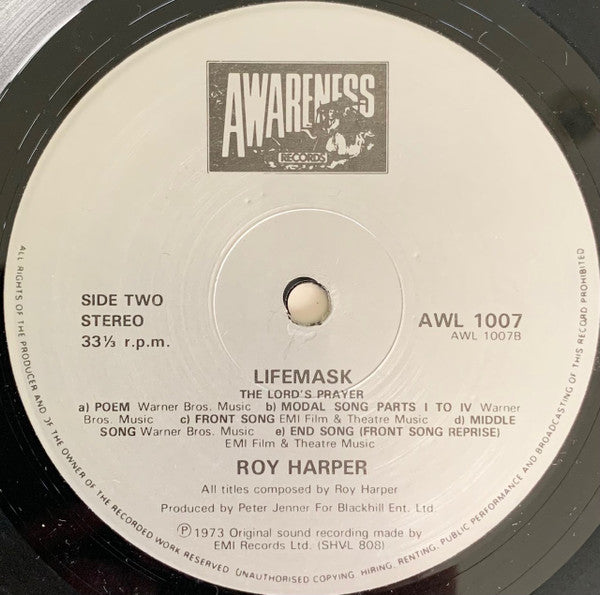 AWARENESS
RECORDS
SIDE TWO
STEREO
33⅓ r.p.m.
AWL 1007
AWL 1007B
LIFEMASK
THE LORD'S PRAYER
a) POEM Warner Bros. Music b) MODAL SONG PARTS I TO IV Warner
Bros. Music c) FRONT SONG EMI Film & Theatre Music d) MIDDLE
SONG Warner Bros. Music e) END SONG (FRONT SONG REPRISE)
EMI Film & Theatre Music
ROY HARPER
All titles composed by Roy Harper
Produced by Peter Jenner For Blackhill Ent. Ltd.
Ⓟ 1973 Original sound recording made by
EMI Records Ltd. (SHVL 808)
ALL RIGHTS OF THE PRODUCER AND OF THE OWNER OF THE RECORDED WORK RESERVED. UNAUTHORISED COPYING, HIRING, RENTING, PUBLIC PERFORMANCE AND BROADCASTING OF THIS RECORD PROHIBITED